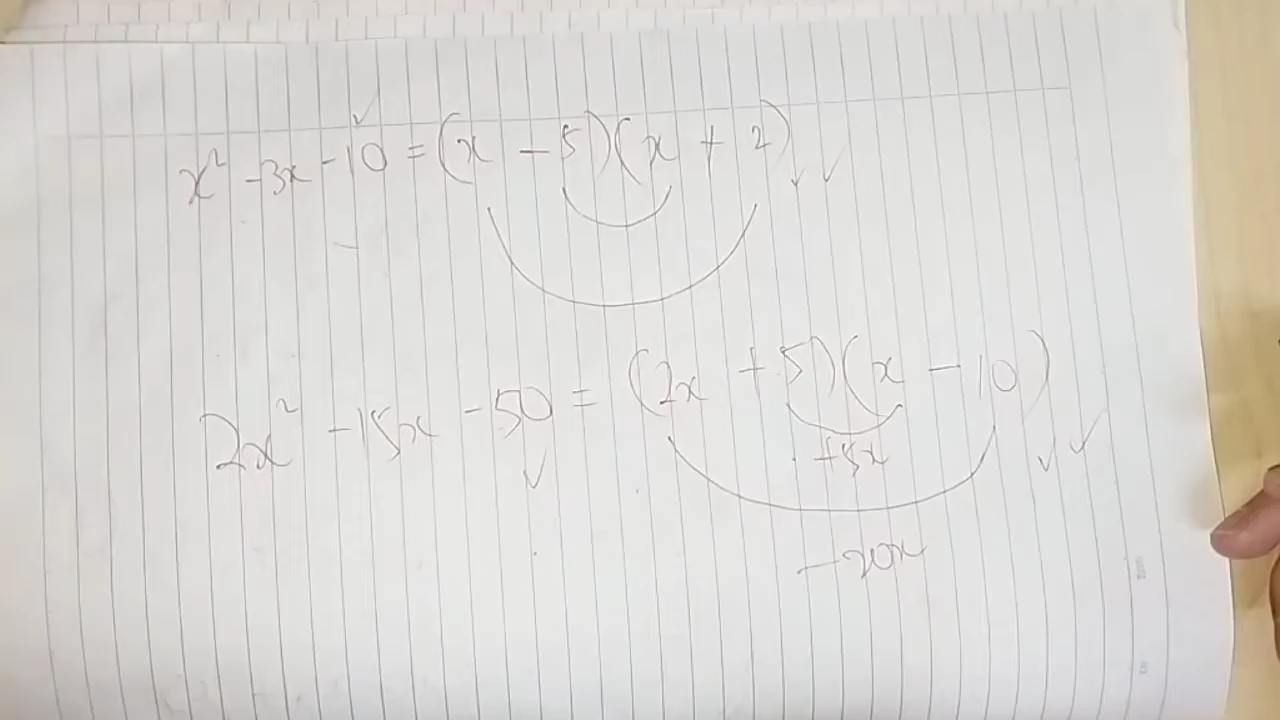 x² -3x -10 = (x - 5)(x + 2)
2x² -15x -50 = (2x + 5)(x - 10)
+5x
-20x